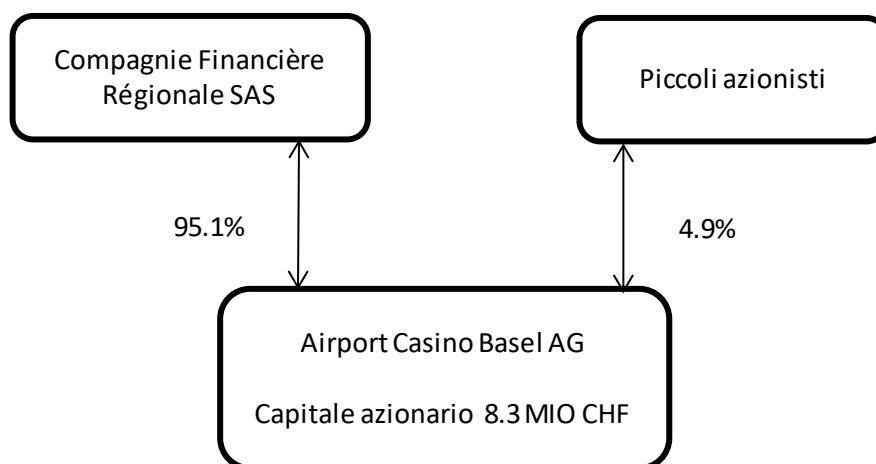 Compagnie Financière
Régionale SAS
Piccoli azionisti
95.1%
4.9%
Airport Casino Basel AG
Capitale azionario 8.3 MIO CHF